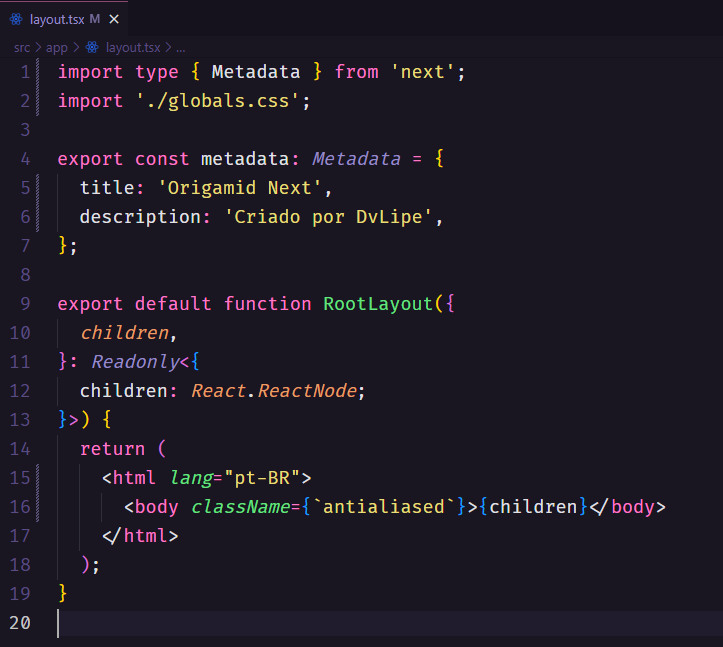 layout.tsx M ×
src > app > layout.tsx > ...
1 import type { Metadata } from 'next';
2 import './globals.css';
3
4 export const metadata: Metadata = {
5 title: 'Origamid Next',
6 description: 'Criado por DvLipe',
7 };
8
9 export default function RootLayout({
10 children,
11 }: Readonly<{
12 children: React.ReactNode;
13 }>) {
14 return (
15 <html lang="pt-BR">
16 <body className={`antialiased`}>{children}</body>
17 </html>
18 );
19 }
20